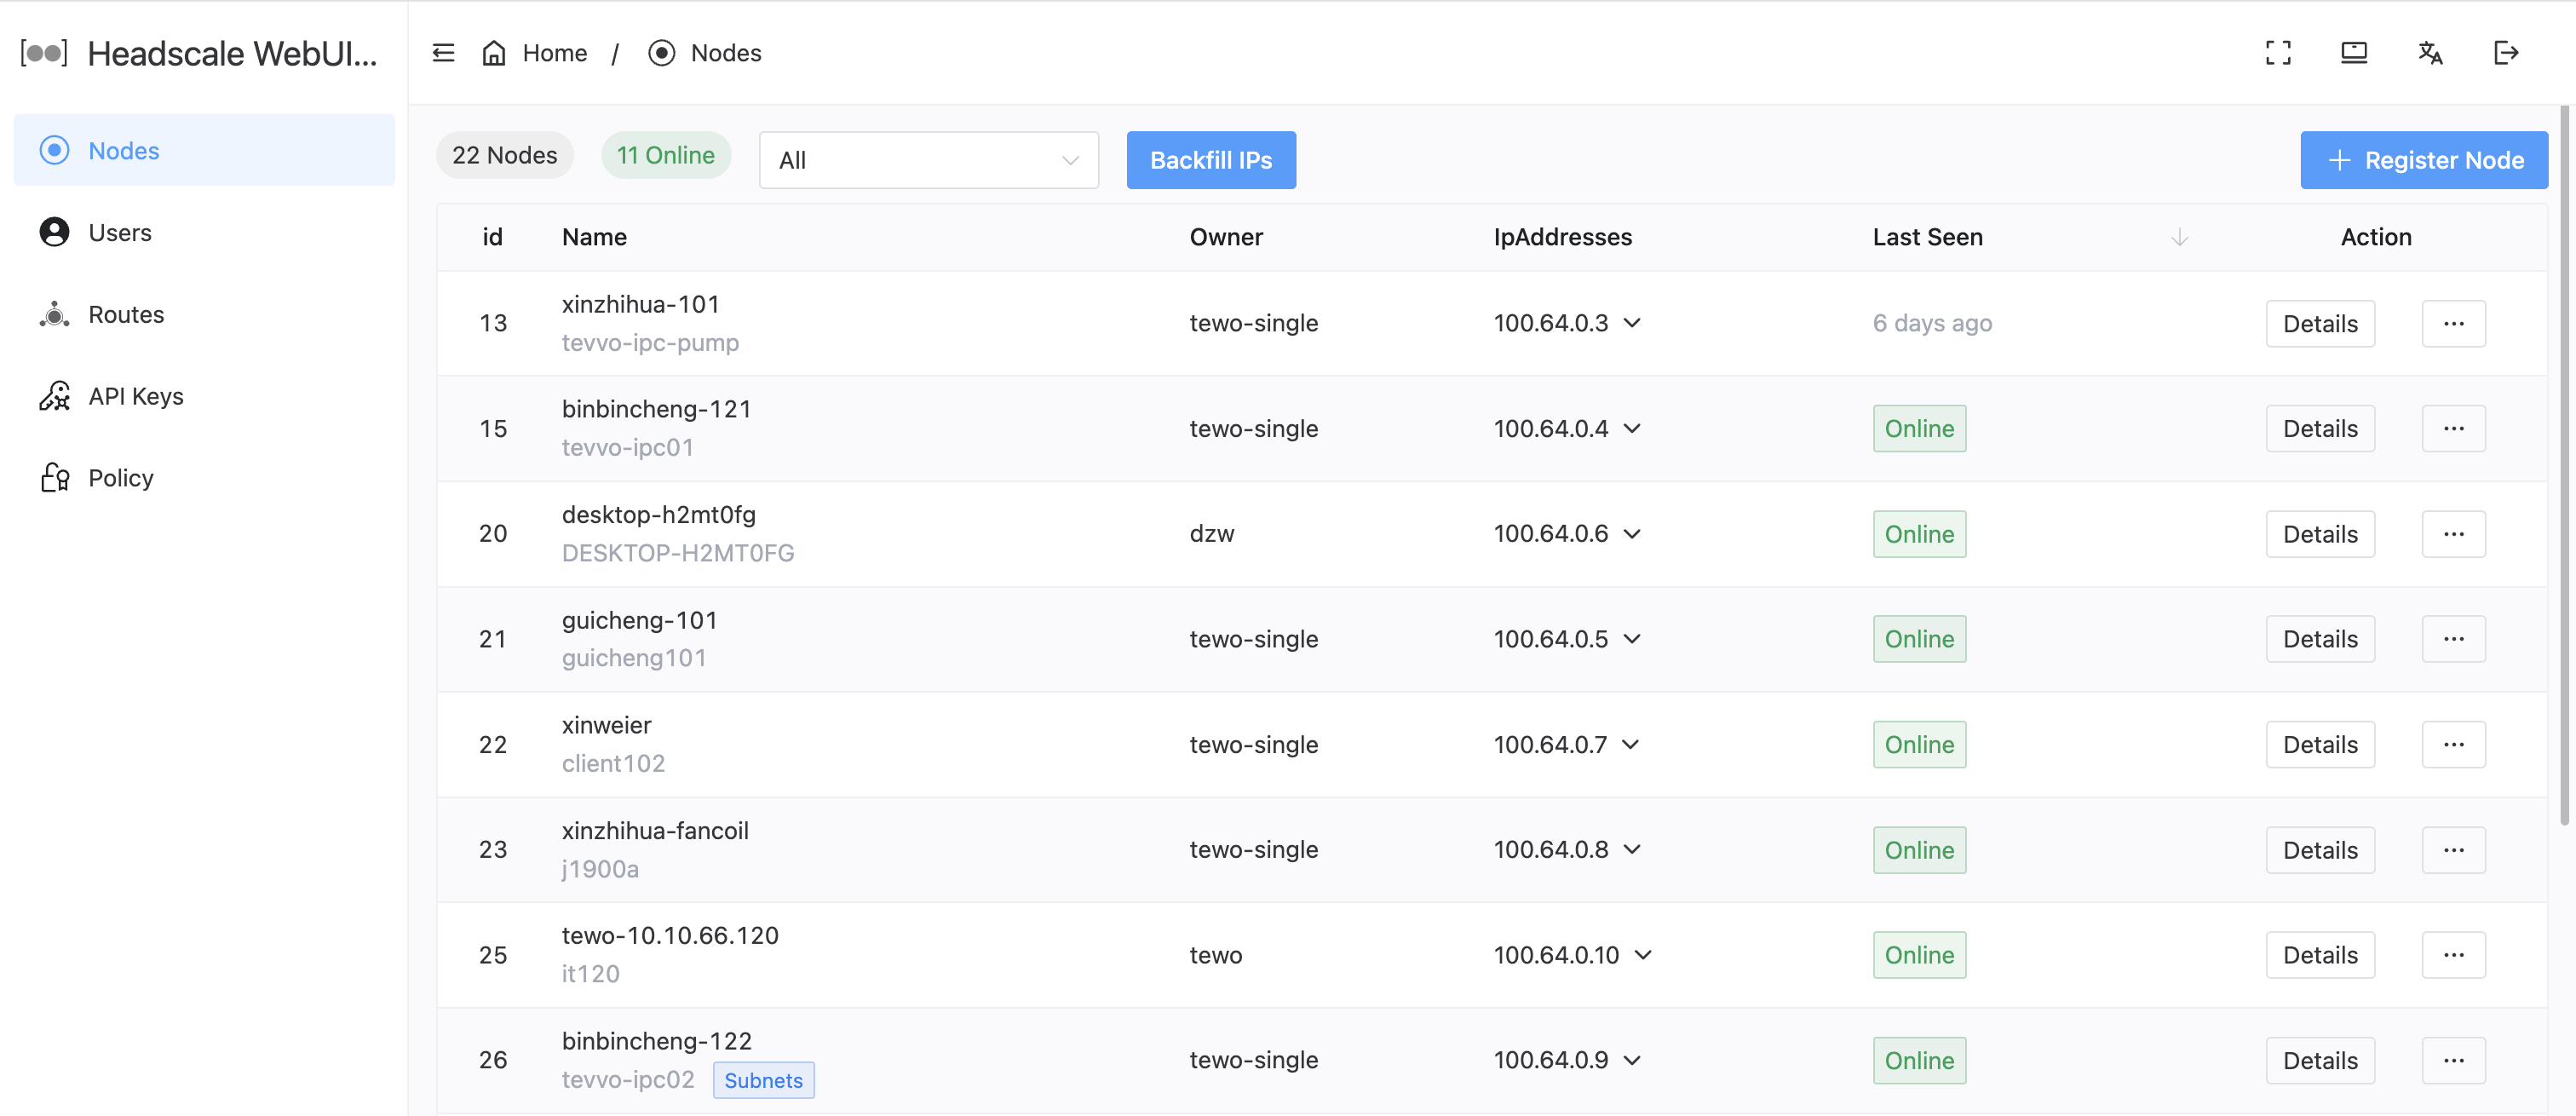 Headscale WebUI...
Home / Nodes
Nodes
Users
Routes
API Keys
Policy
22 Nodes 11 Online All Backfill IPs + Register Node
id Name Owner IpAddresses Last Seen Action
13 xinzhihua-101 tewo-single 100.64.0.3 6 days ago Details ...
tevvo-ipc-pump
15 binbincheng-121 tewo-single 100.64.0.4 Online Details ...
tevvo-ipc01
20 desktop-h2mt0fg dzw 100.64.0.6 Online Details ...
DESKTOP-H2MT0FG
21 guicheng-101 tewo-single 100.64.0.5 Online Details ...
guicheng101
22 xinweier tewo-single 100.64.0.7 Online Details ...
client102
23 xinzhihua-fancoil tewo-single 100.64.0.8 Online Details ...
j1900a
25 tewo-10.10.66.120 tewo 100.64.0.10 Online Details ...
it120
26 binbincheng-122 tewo-single 100.64.0.9 Online Details ...
tevvo-ipc02 Subnets